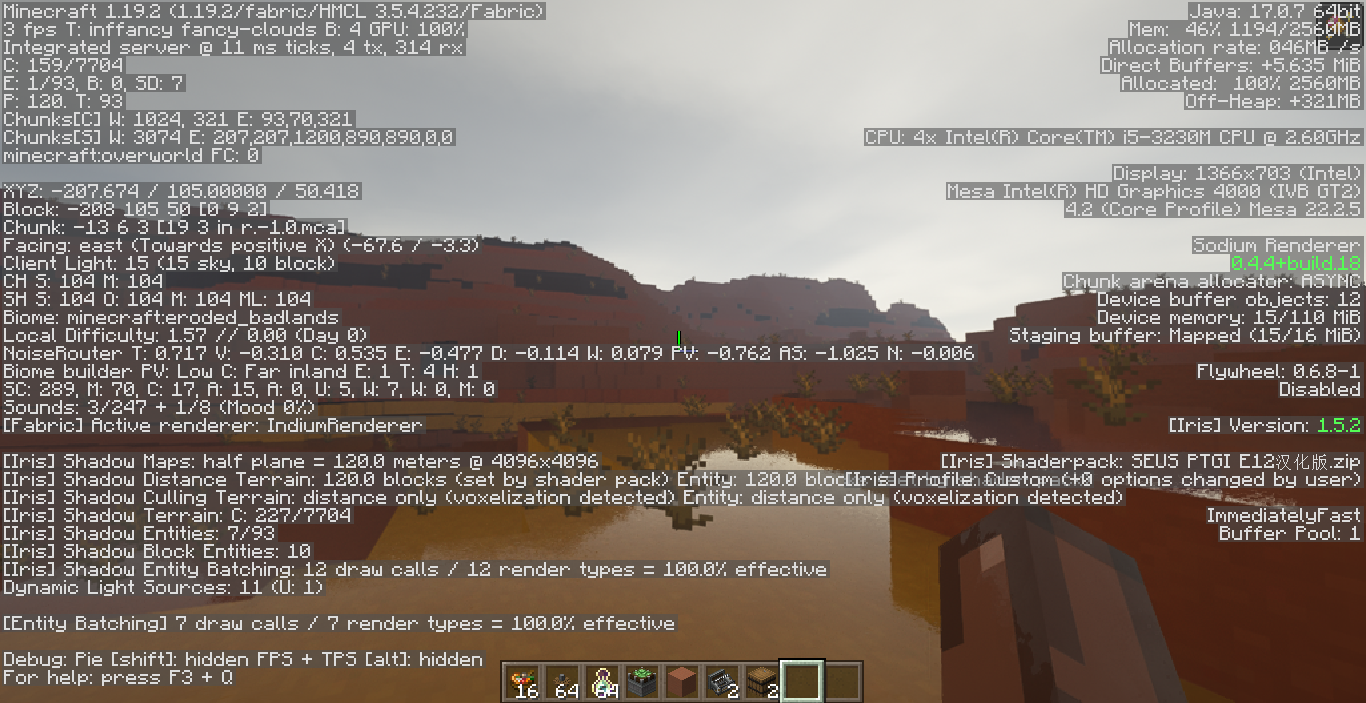 Minecraft 1.19.2 (1.19.2/fabric/HMCL 3.5.4.232/Fabric)
3 fps T: inffancy fancy-clouds B: 4 GPU: 100%
Integrated server @ 11 ms ticks, 4 tx, 314 rx
C: 159/7704
E: 1/93, B: 0, SD: 7
P: 120. T: 93
Chunks[C] W: 1024, 321 E: 93,70,321
Chunks[S] W: 3074 E: 207,207,1200,890,890,0,0
minecraft:overworld FC: 0
XYZ: -207.674 / 105.00000 / 50.418
Block: -208 105 50 [0 9 2]
Chunk: -13 6 3 [19 3 in r.-1.0.mca]
Facing: east (Towards positive X) (-67.6 / -3.3)
Client Light: 15 (15 sky, 10 block)
CH S: 104 M: 104
SH S: 104 O: 104 M: 104 ML: 104
Biome: minecraft:eroded_badlands
Local Difficulty: 1.57 // 0.00 (Day 0)
NoiseRouter T: 0.717 V: -0.310 C: 0.535 E: -0.477 D: -0.114 W: 0.079 PV: -0.762 AS: -1.025 N: -0.006
Biome builder PV: Low C: Far inland E: 1 T: 4 H: 1
SC: 289, M: 70, C: 17, A: 15, A: 0, U: 5, W: 7, W: 0, M: 0
Sounds: 3/247 + 1/8 (Mood 0%)
[Fabric] Active renderer: IndiumRenderer
[Iris] Shadow Maps: half plane = 120.0 meters @ 4096x4096
[Iris] Shadow Distance Terrain: 120.0 blocks (set by shader pack) Entity: 120.0
[Iris] Shadow Culling Terrain: distance only (voxelization detected) Entity: distance only (voxelization detected)
[Iris] Shadow Terrain: C: 227/7704
[Iris] Shadow Entities: 7/93
[Iris] Shadow Block Entities: 10
[Iris] Shadow Entity Batching: 12 draw calls / 12 render types = 100.0% effective
Dynamic Light Sources: 11 (U: 1)
[Entity Batching] 7 draw calls / 7 render types = 100.0% effective
Debug: Pie [shift]: hidden FPS + TPS [alt]: hidden
For help: press F3 + Q
Java: 17.0.7 64bit
Mem: 46% 1194/2560MB
Allocation rate: 046MB /s
Direct Buffers: +5.635 MiB
Allocated: 100% 2560MB
Off-Heap: +321MB
CPU: 4x Intel(R) Core(TM) i5-3230M CPU @ 2.60GHz
Display: 1366x703 (Intel)
Mesa Intel(R) HD Graphics 4000 (IVB GT2)
4.2 (Core Profile) Mesa 22.2.5
Sodium Renderer
0.4.4+build.18
Chunk arena allocator: ASYNC
Device buffer objects: 12
Device memory: 15/110 MiB
Staging buffer: Mapped (15/16 MiB)
Flywheel: 0.6.8-1
Disabled
[Iris] Version: 1.5.2
[Iris] Shaderpack: SEUS PTGI E12汉化版.zip
[Iris] Profile: Custom (+0 options changed by user)
ImmediatelyFast
Buffer Pool: 1
16 64 64 2 2